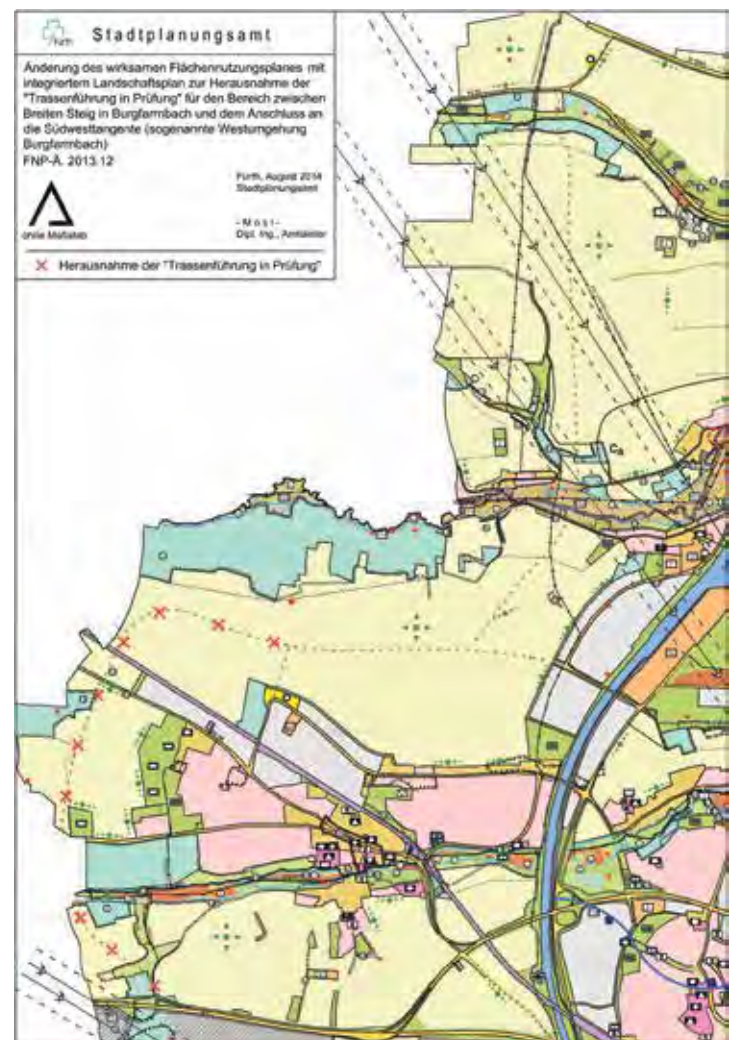 Fürth
Stadtplanungsamt
Änderung des wirksamen Flächennutzungsplanes mit
integriertem Landschaftsplan zur Herausnahme der
"Trassenführung in Prüfung" für den Bereich zwischen
Breiten Steig in Burgfarrnbach und dem Anschluss an
die Südwesttangente (sogenannte Westumgehung
Burgfarrnbach)
FNP-Ä. 2013.12
Fürth, August 2014
Stadtplanungsamt
ohne Maßstab
- M o s t -
Dipl. Ing., Amtsleiter
Herausnahme der "Trassenführung in Prüfung"